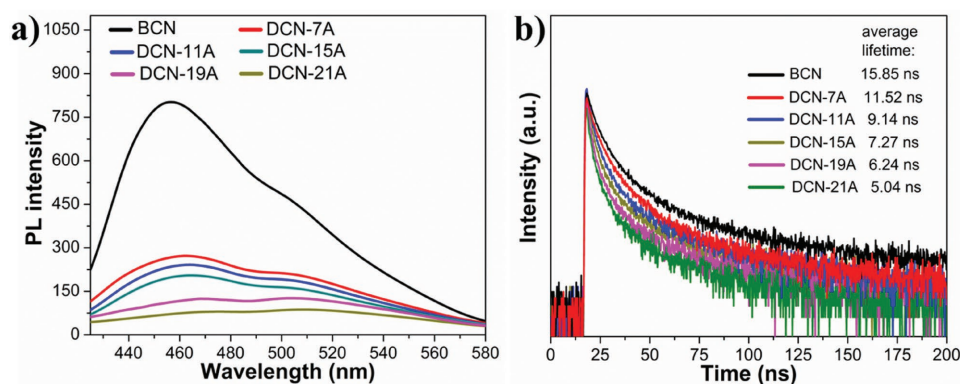 a)
1050
900
750
600
450
300
150
0
PL intensity
BCN DCN-7A
DCN-11A DCN-15A
DCN-19A DCN-21A
440 460 480 500 520 540 560 580
Wavelength (nm)
b)
Intensity (a.u.)
average
lifetime:
BCN 15.85 ns
DCN-7A 11.52 ns
DCN-11A 9.14 ns
DCN-15A 7.27 ns
DCN-19A 6.24 ns
DCN-21A 5.04 ns
0 25 50 75 100 125 150 175 200
Time (ns)